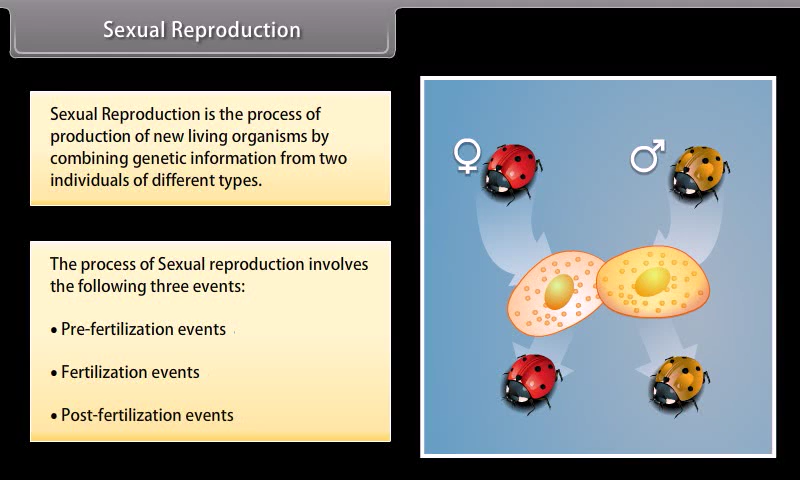 Sexual Reproduction
Sexual Reproduction is the process of
production of new living organisms by
combining genetic information from two
individuals of different types.
The process of Sexual reproduction involves
the following three events:
• Pre-fertilization events
• Fertilization events
• Post-fertilization events
♀ ♂